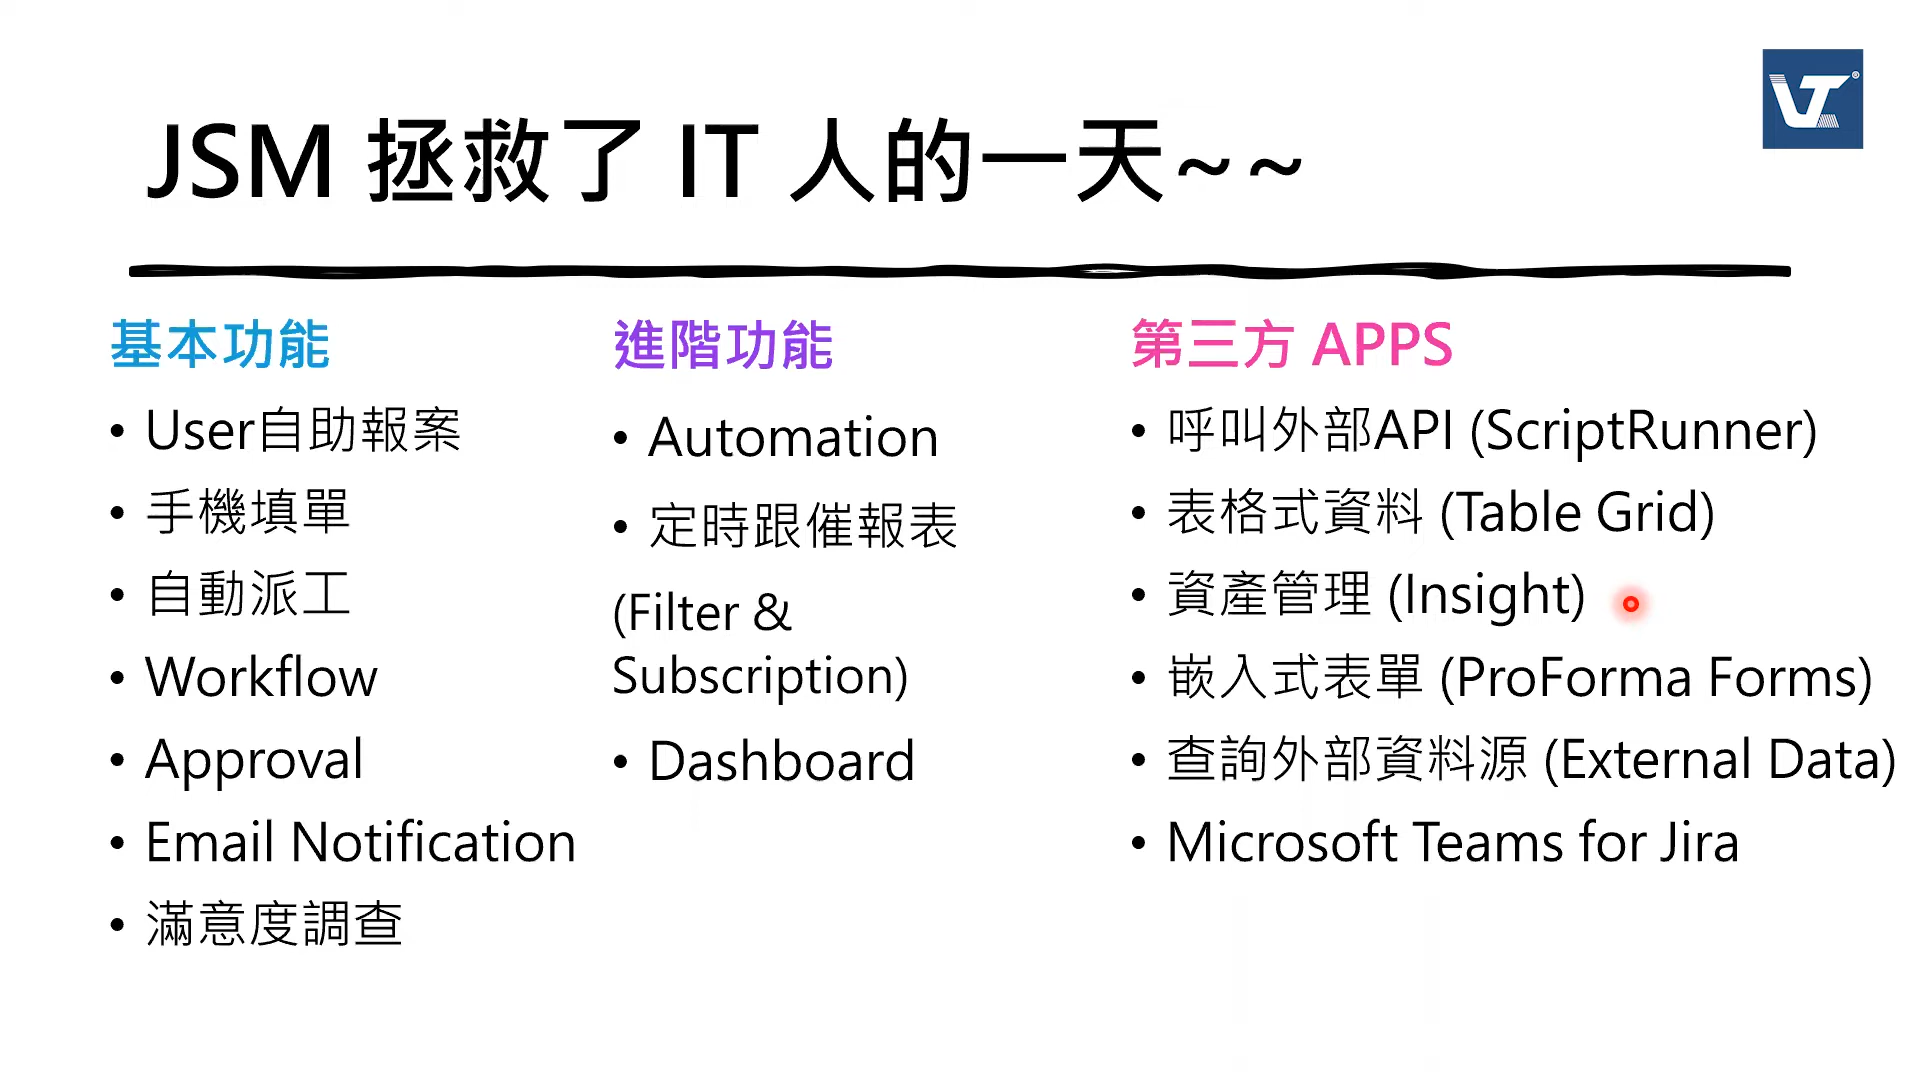 JSM 拯救了 IT 人的一天~~
基本功能
• User自助報案
• 手機填單
• 自動派工
• Workflow
• Approval
• Email Notification
• 滿意度調查
進階功能
• Automation
• 定時跟催報表
(Filter &
Subscription)
• Dashboard
第三方 APPS
• 呼叫外部API (ScriptRunner)
• 表格式資料 (Table Grid)
• 資產管理 (Insight)
• 嵌入式表單 (ProForma Forms)
• 查詢外部資料源 (External Data)
• Microsoft Teams for Jira